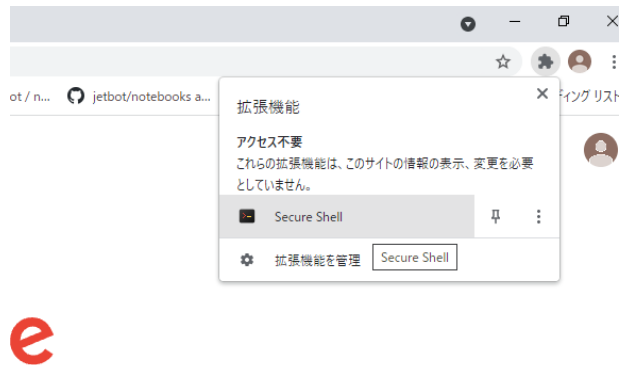 ot / n...
jetbot/notebooks a...
ィング リスト
拡張機能
アクセス不要
これらの拡張機能は、このサイトの情報の表示、変更を必要
としていません。
Secure Shell
拡張機能を管理
Secure Shell
e